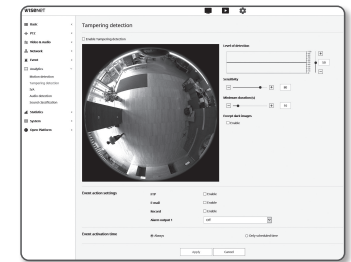 WISENET
Basic
PTZ
Video & Audio
Network
Event
Analytics
Motion detection
Tampering detection
IVA
Audio detection
Sound classification
Statistics
System
Open Platform
Tampering detection
Enable tampering detection
Level of detection
50
Sensitivity
80
Minimum duration(s)
Except dark images
Enable
Event action settings
FTP
Enable
E-mail
Enable
Record
Enable
Alarm output 1
Off
Event activation time
Always
Only scheduled time
Apply
Cancel